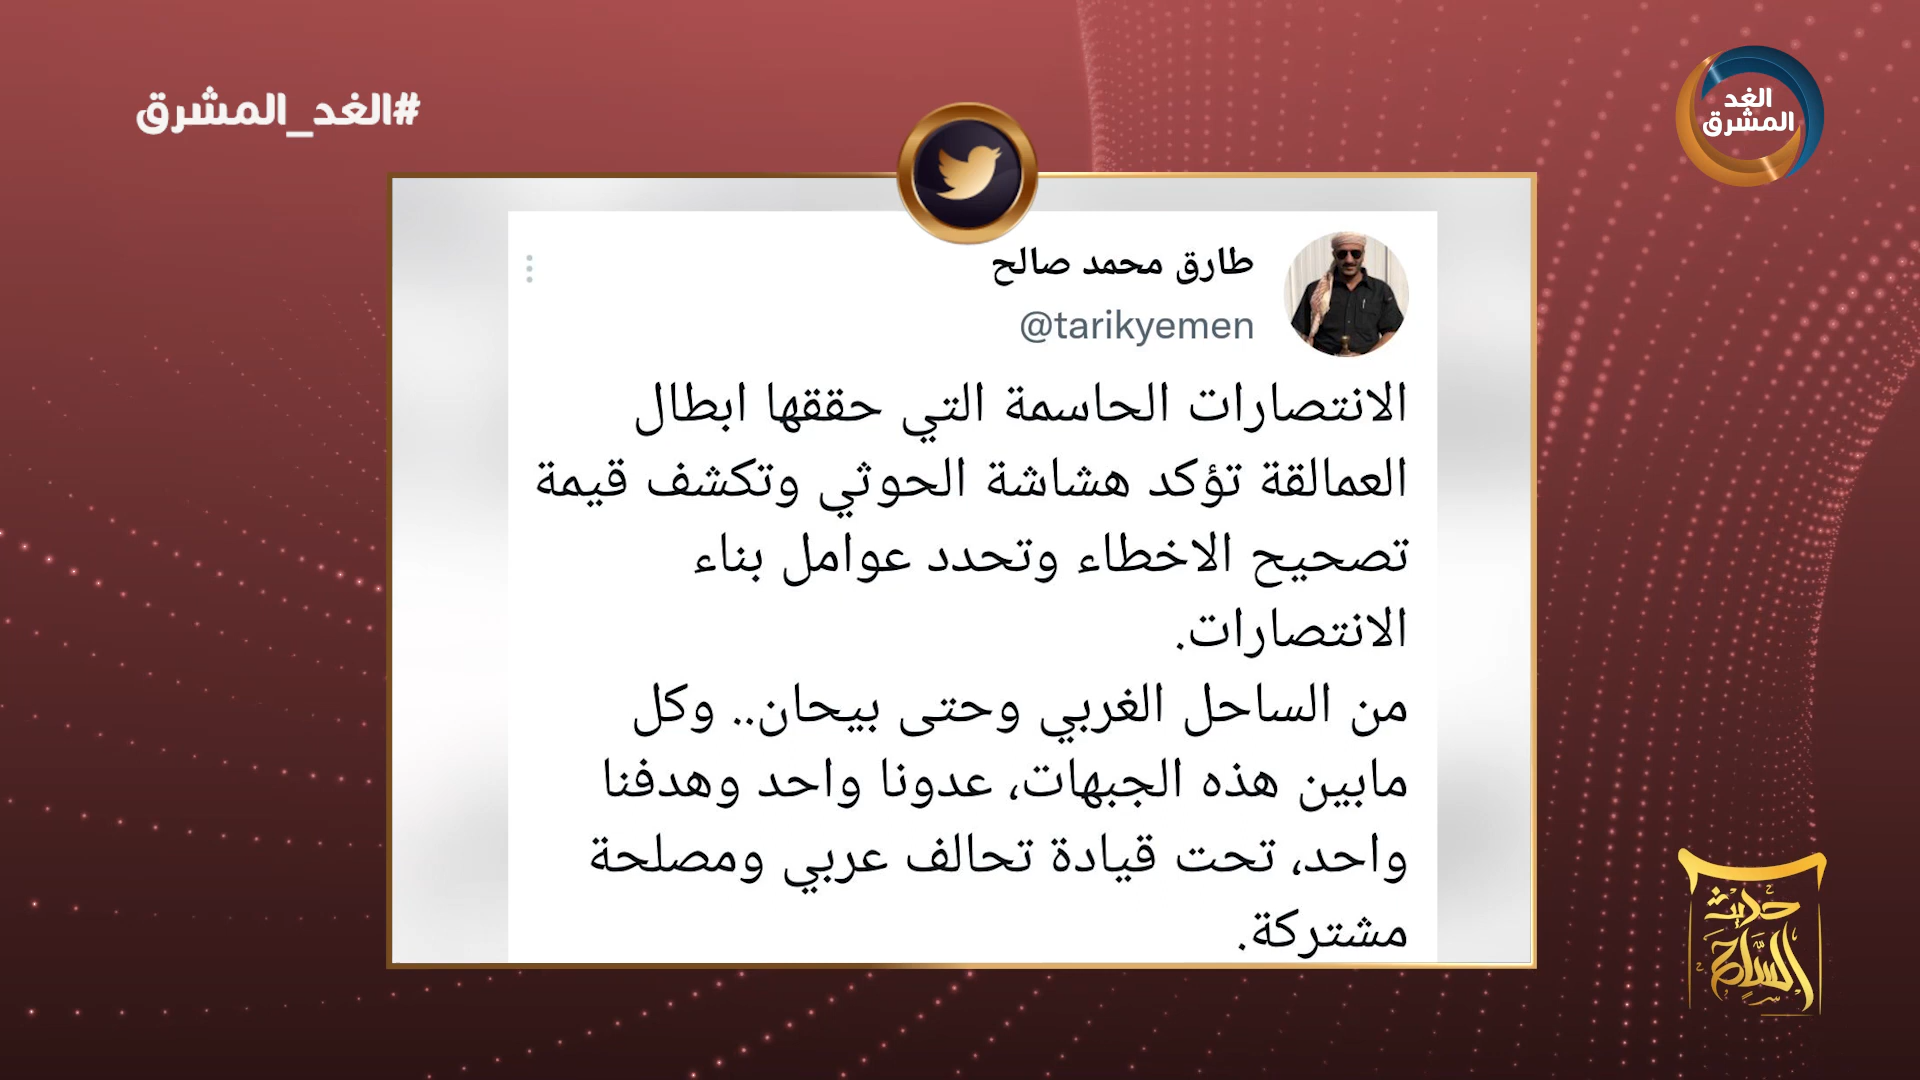 #الغد_المشرق
الغد
المشرق
طارق محمد صالح
@tarikyemen
الانتصارات الحاسمة التي حققها ابطال
العمالقة تؤكد هشاشة الحوثي وتكشف قيمة
تصحيح الاخطاء وتحدد عوامل بناء
الانتصارات.
من الساحل الغربي وحتى بيحان.. وكل
مابين هذه الجبهات، عدونا واحد وهدفنا
واحد، تحت قيادة تحالف عربي ومصلحة
مشتركة.
حديث
الساحل